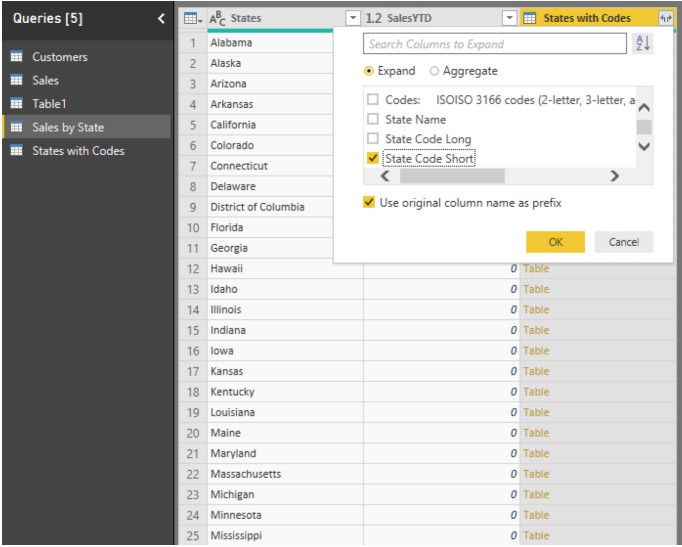 Queries [5] <
Customers
Sales
Table1
Sales by State
States with Codes
ABC States 1.2 SalesYTD States with Codes
Search Columns to Expand AZ
Expand Aggregate
Codes: ISOISO 3166 codes (2-letter, 3-letter, a
State Name
State Code Long
State Code Short
Use original column name as prefix
OK Cancel
1 Alabama
2 Alaska
3 Arizona
4 Arkansas
5 California
6 Colorado
7 Connecticut
8 Delaware
9 District of Columbia
10 Florida
11 Georgia
12 Hawaii 0 Table
13 Idaho 0 Table
14 Illinois 0 Table
15 Indiana 0 Table
16 Iowa 0 Table
17 Kansas 0 Table
18 Kentucky 0 Table
19 Louisiana 0 Table
20 Maine 0 Table
21 Maryland 0 Table
22 Massachusetts 0 Table
23 Michigan 0 Table
24 Minnesota 0 Table
25 Mississippi 0 Table